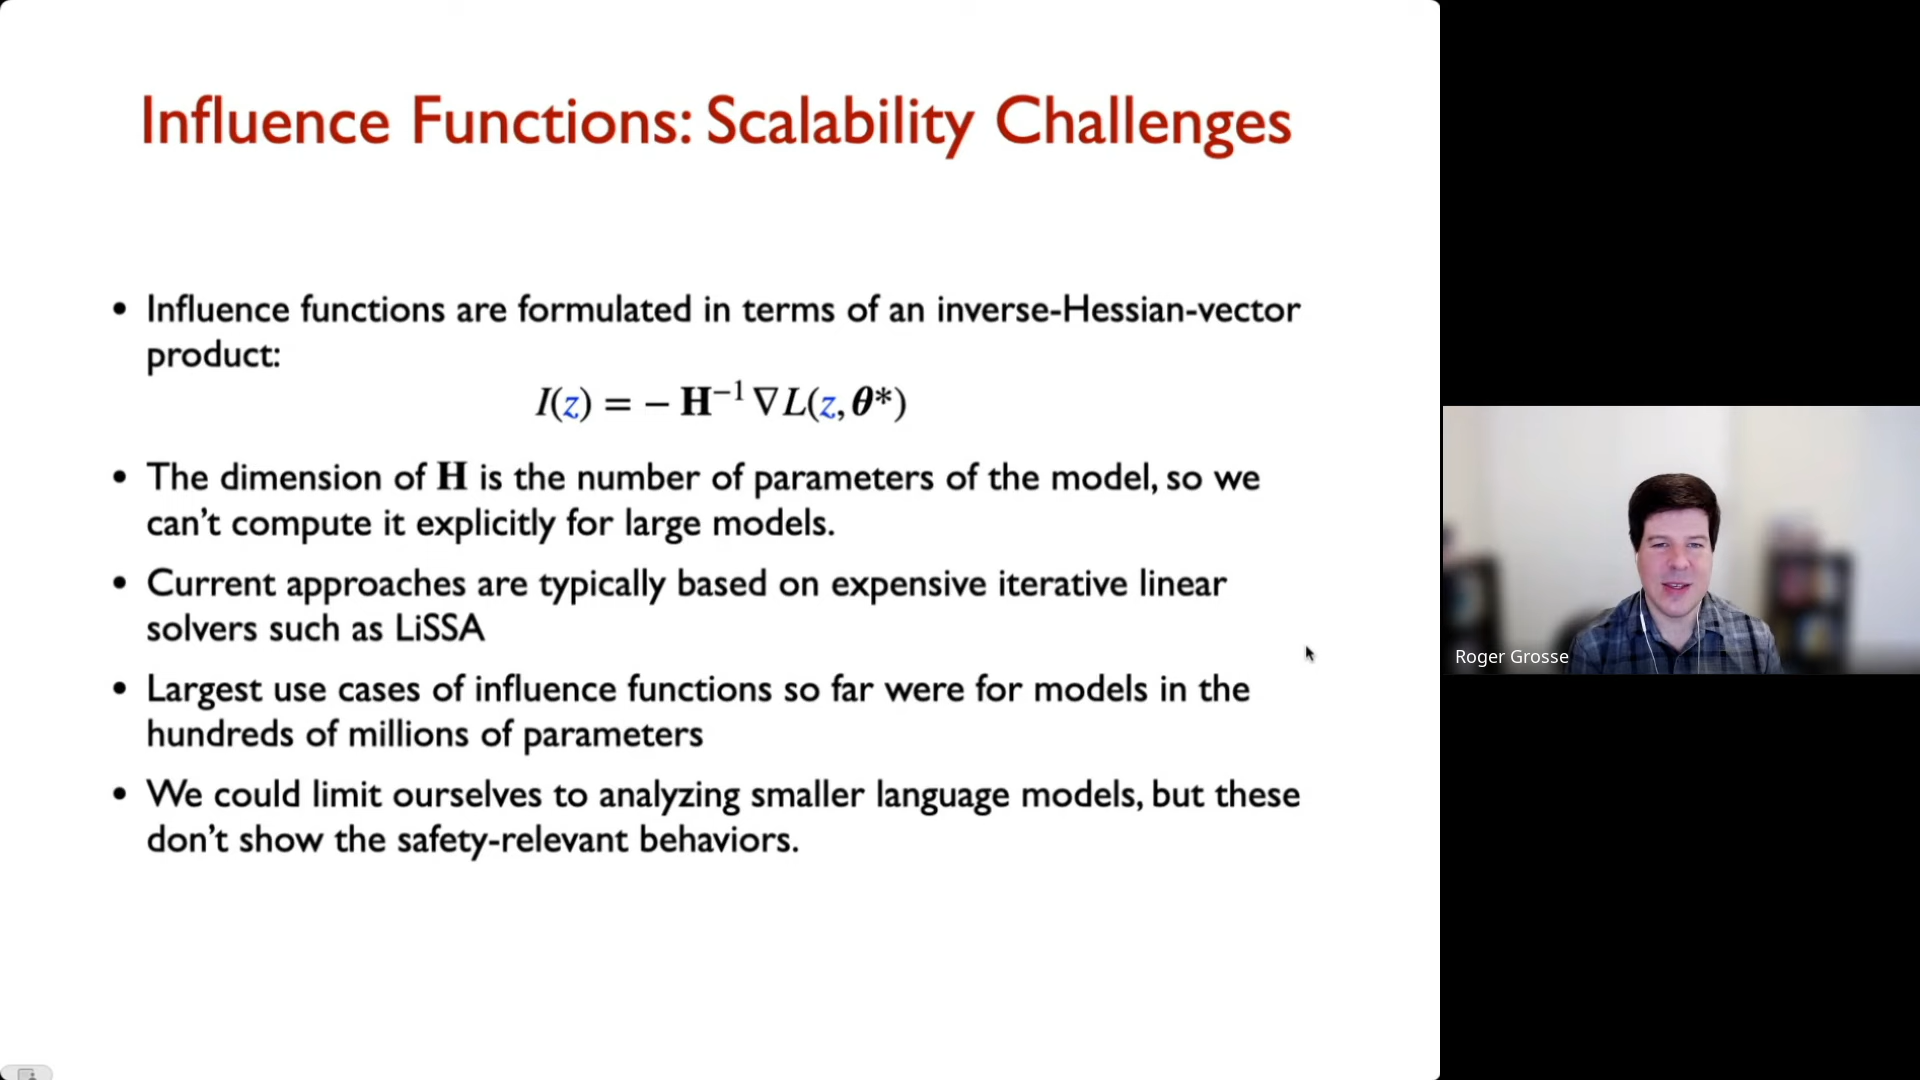 Influence Functions: Scalability Challenges
• Influence functions are formulated in terms of an inverse-Hessian-vector
product:
I(z) = − H⁻¹ ∇L(z, θ*)
• The dimension of H is the number of parameters of the model, so we
can’t compute it explicitly for large models.
• Current approaches are typically based on expensive iterative linear
solvers such as LiSSA
• Largest use cases of influence functions so far were for models in the
hundreds of millions of parameters
• We could limit ourselves to analyzing smaller language models, but these
don’t show the safety-relevant behaviors.
Roger Grosse